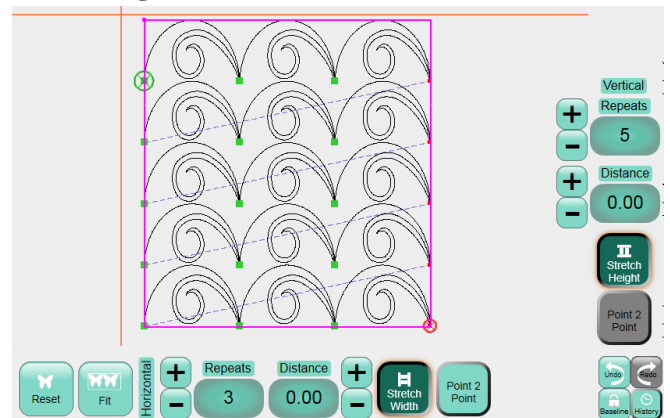 Vertical
+
Repeats
5
−
Distance
+
0.00
−
Stretch
Height
Point 2
Point
Reset
Fit
Horizontal
+
−
Repeats
3
Distance
0.00
+
−
Stretch
Width
Point 2
Point
Undo
Redo
Baseline
History